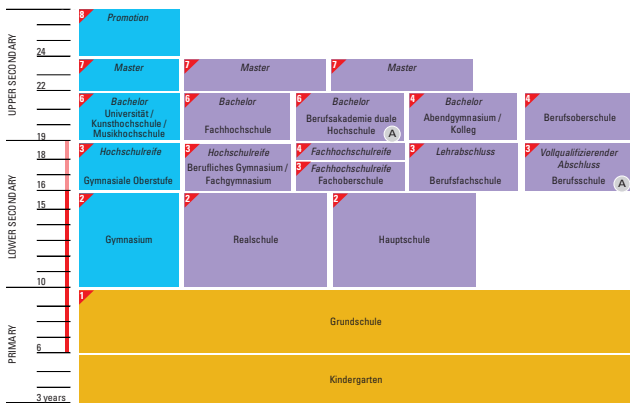 UPPER SECONDARY
LOWER SECONDARY
PRIMARY
24
22
19
18
16
15
10
6
3 years
8
Promotion
7
Master
7
Master
7
Master
6
Bachelor
Universität /
Kunsthochschule /
Musikhochschule
6
Bachelor
Fachhochschule
6
Bachelor
Berufsakademie duale
Hochschule A
4
Bachelor
Abendgymnasium /
Kolleg
4
Berufsoberschule
3
Hochschulreife
Gymnasiale Oberstufe
3
Hochschulreife
Berufliches Gymnasium /
Fachgymnasium
4
Fachhochschulreife
3
Fachhochschulreife
Fachoberschule
3
Lehrabschluss
Berufsfachschule
3
Vollqualifizierender
Abschluss
Berufsschule A
2
Gymnasium
2
Realschule
2
Hauptschule
1
Grundschule
Kindergarten